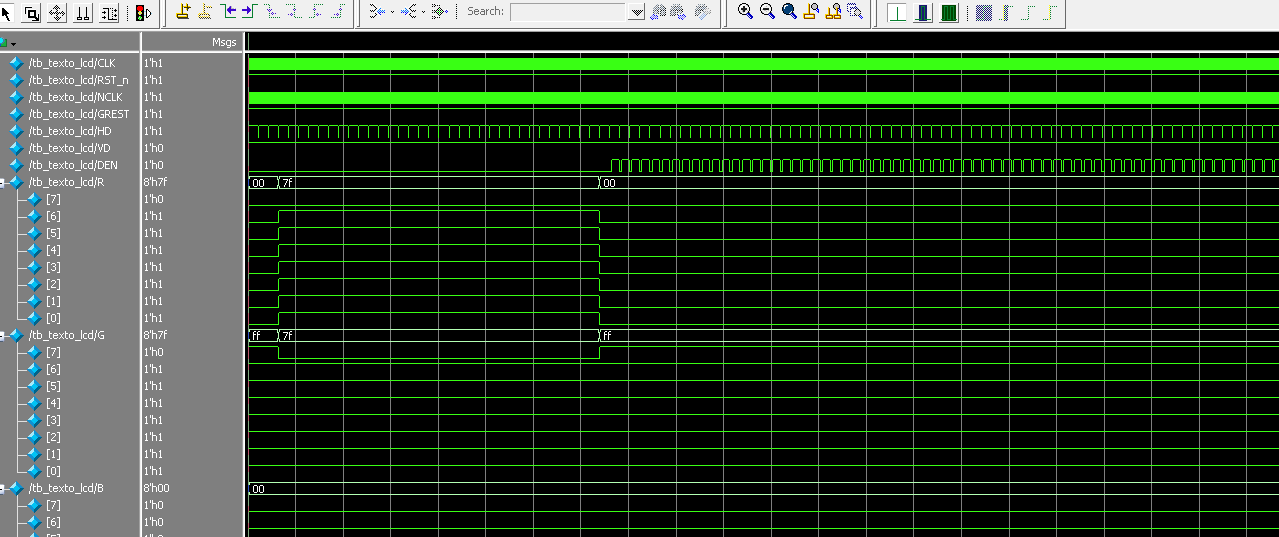 Search:
Msgs
/tb_texto_lcd/CLK 1'h1
/tb_texto_lcd/RST_n 1'h1
/tb_texto_lcd/NCLK 1'h1
/tb_texto_lcd/GREST 1'h1
/tb_texto_lcd/HD 1'h1
/tb_texto_lcd/VD 1'h0
/tb_texto_lcd/DEN 1'h0
/tb_texto_lcd/R 8'h7f 00 7f 00
[7] 1'h0
[6] 1'h1
[5] 1'h1
[4] 1'h1
[3] 1'h1
[2] 1'h1
[1] 1'h1
[0] 1'h1
/tb_texto_lcd/G 8'h7f ff 7f ff
[7] 1'h0
[6] 1'h1
[5] 1'h1
[4] 1'h1
[3] 1'h1
[2] 1'h1
[1] 1'h1
[0] 1'h1
/tb_texto_lcd/B 8'h00 00
[7] 1'h0
[6] 1'h0